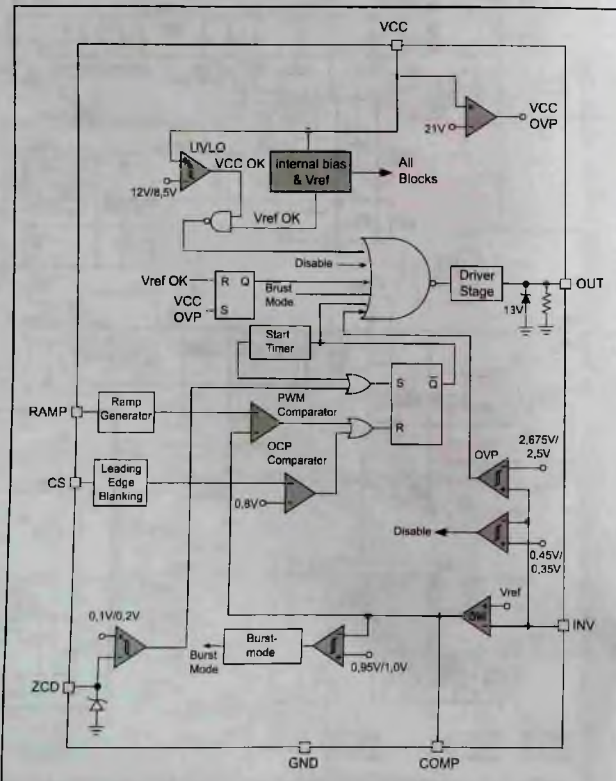 VCC
VCC
OVP
21V
UVLO
VCC OK
Internal bias
& Vref
All
Blocks
12V/8,5V
Vref OK
Disable
Vref OK
R Q
Brust
Mode
VCC
OVP
S
Driver
Stage
OUT
13V
Start
Timer
S Q
R
RAMP
Ramp
Generator
PWM
Comparator
OCP
Comparator
OVP
2,675V/
2,5V
CS
Leading
Edge
Blanking
0,8V
Disable
0,45V/
0,35V
Vref
Gm
INV
0,1V/0,2V
Burst
Mode
Burst-
mode
0,95V/1,0V
ZCD
GND
COMP